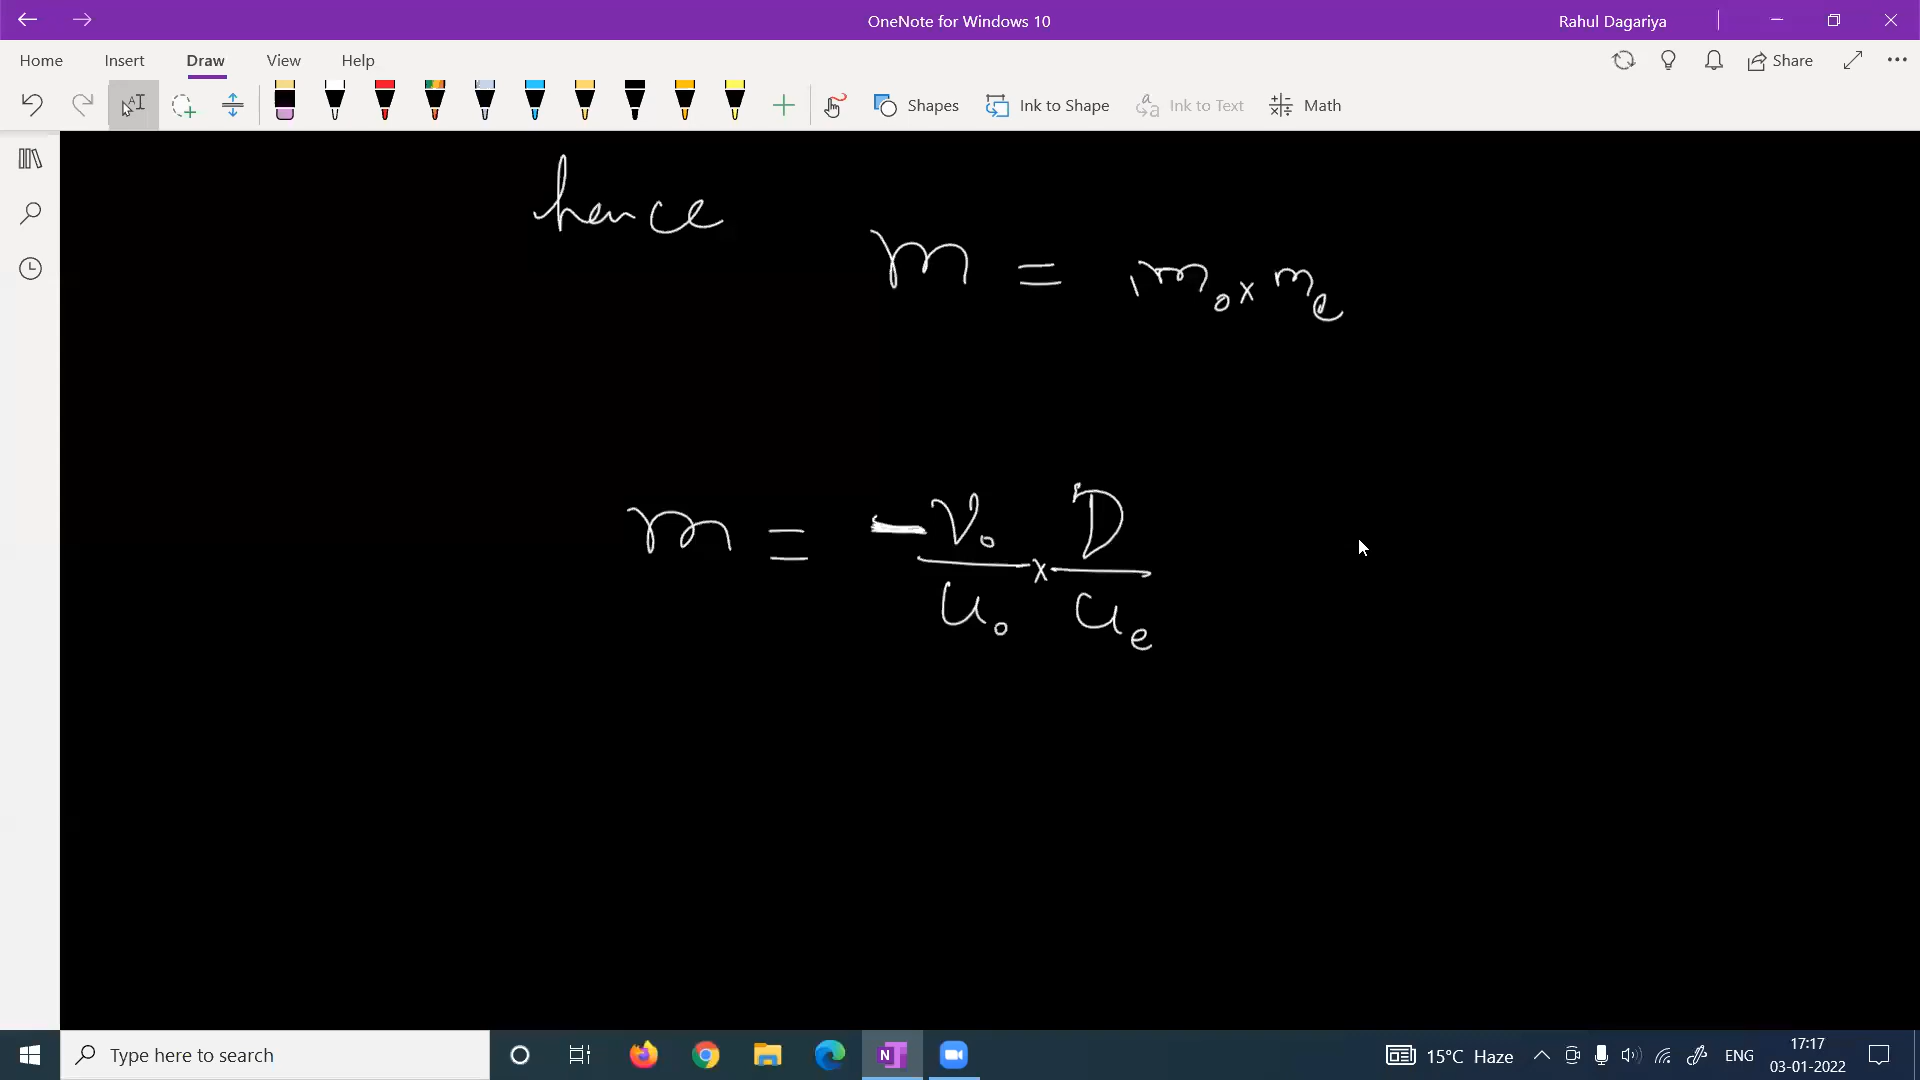 OneNote for Windows 10
Rahul Dagariya
Home Insert Draw View Help
Share
Shapes Ink to Shape Ink to Text Math
hence
m = m₀ × mₑ
m = -V₀/U₀ × D/Uₑ
Type here to search
15°C Haze
ENG
17:17
03-01-2022